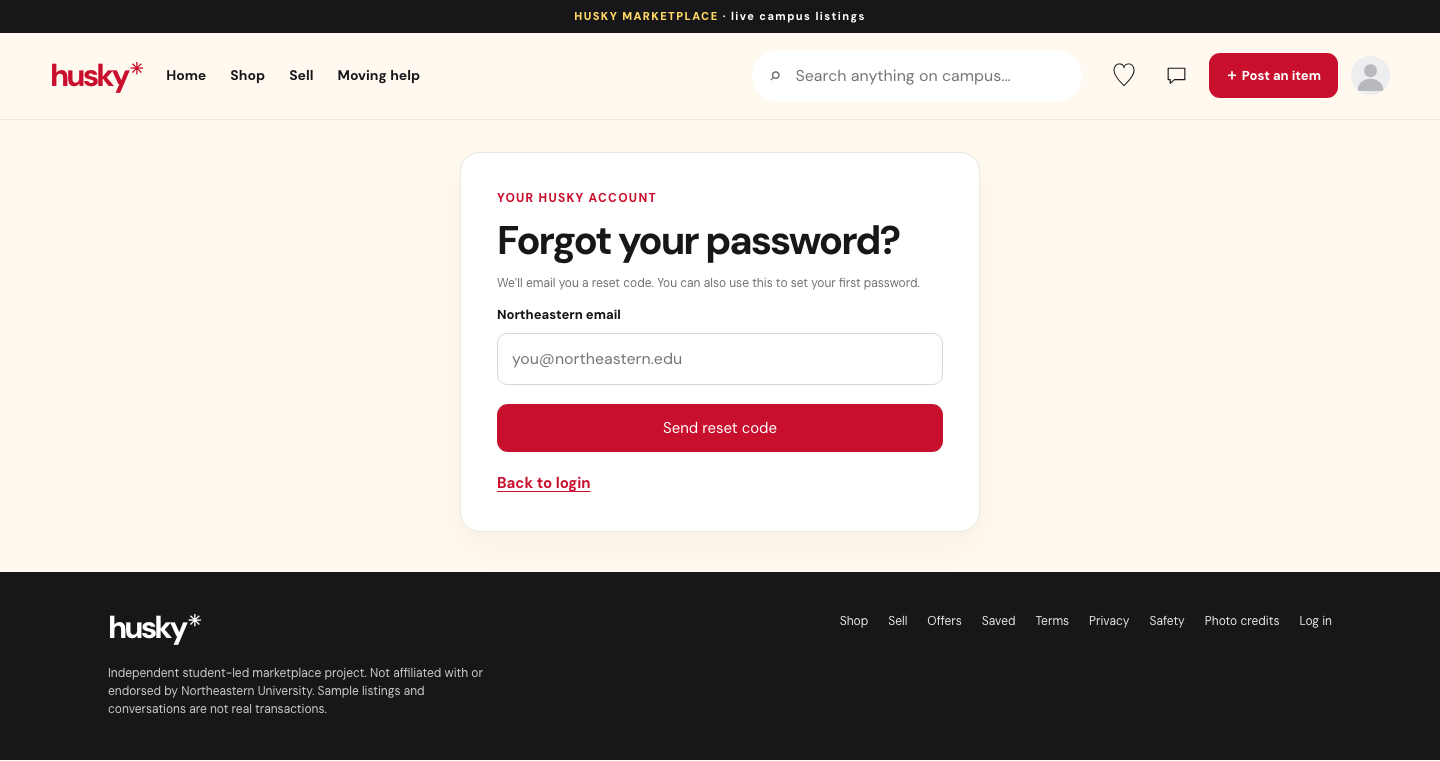 HUSKY MARKETPLACE · live campus listings
husky* Home Shop Sell Moving help Search anything on campus... + Post an item
YOUR HUSKY ACCOUNT
Forgot your password?
We’ll email you a reset code. You can also use this to set your first password.
Northeastern email
you@northeastern.edu
Send reset code
Back to login
husky*
Shop Sell Offers Saved Terms Privacy Safety Photo credits Log in
Independent student-led marketplace project. Not affiliated with or
endorsed by Northeastern University. Sample listings and
conversations are not real transactions.